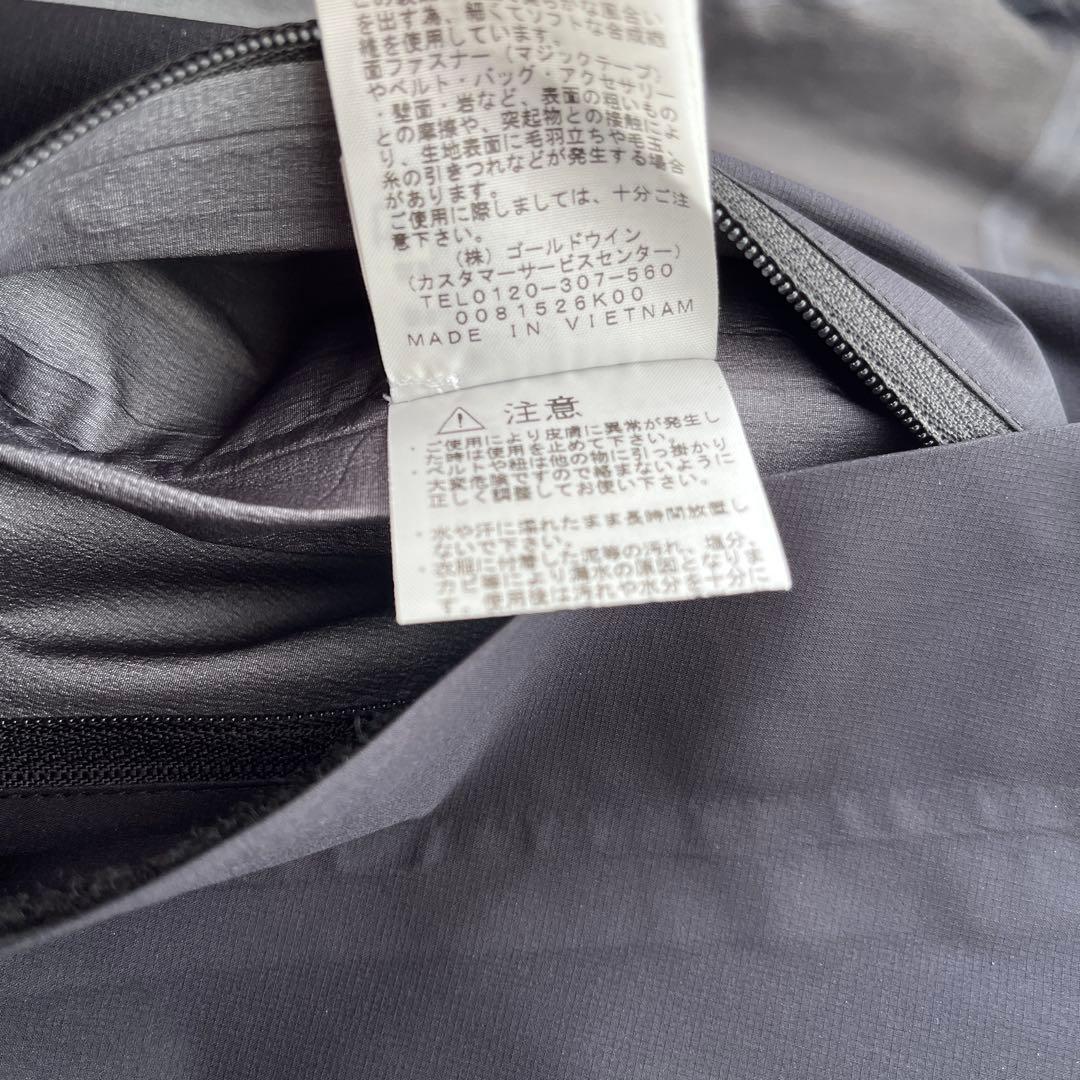 の出
表す為、細くてソフトな合成繊
維を使用しています。
面ファスナー(マジックテープ)
やベルト・バッグ・アクセサリー
・壁面・岩など、表面の粗いもの
との摩擦や、突起物との接触によ
り、生地表面に毛羽立ちや毛玉、
糸の引きつれなどが発生する場合
があります。
ご使用に際しましては、十分ご注
意下さい。
(株)ゴールドウイン
(カスタマーサービスセンター)
TEL0120-307-560
0081526K00
MADE IN VIETNAM
注意
・ご使用により皮膚に異常が発生し
た時は使用を止めて下さい。
・ベルトや紐は他の物に引っ掛かり
大変危険ですので絡まないように
正しく調整してお使い下さい。
・水や汗に濡れたまま長時間放置し
ないで下さい。
・衣服に付着した泥等の汚れ、塩分、
カビ等により漏水の原因となりま
す。使用後は汚れや水分を十分に